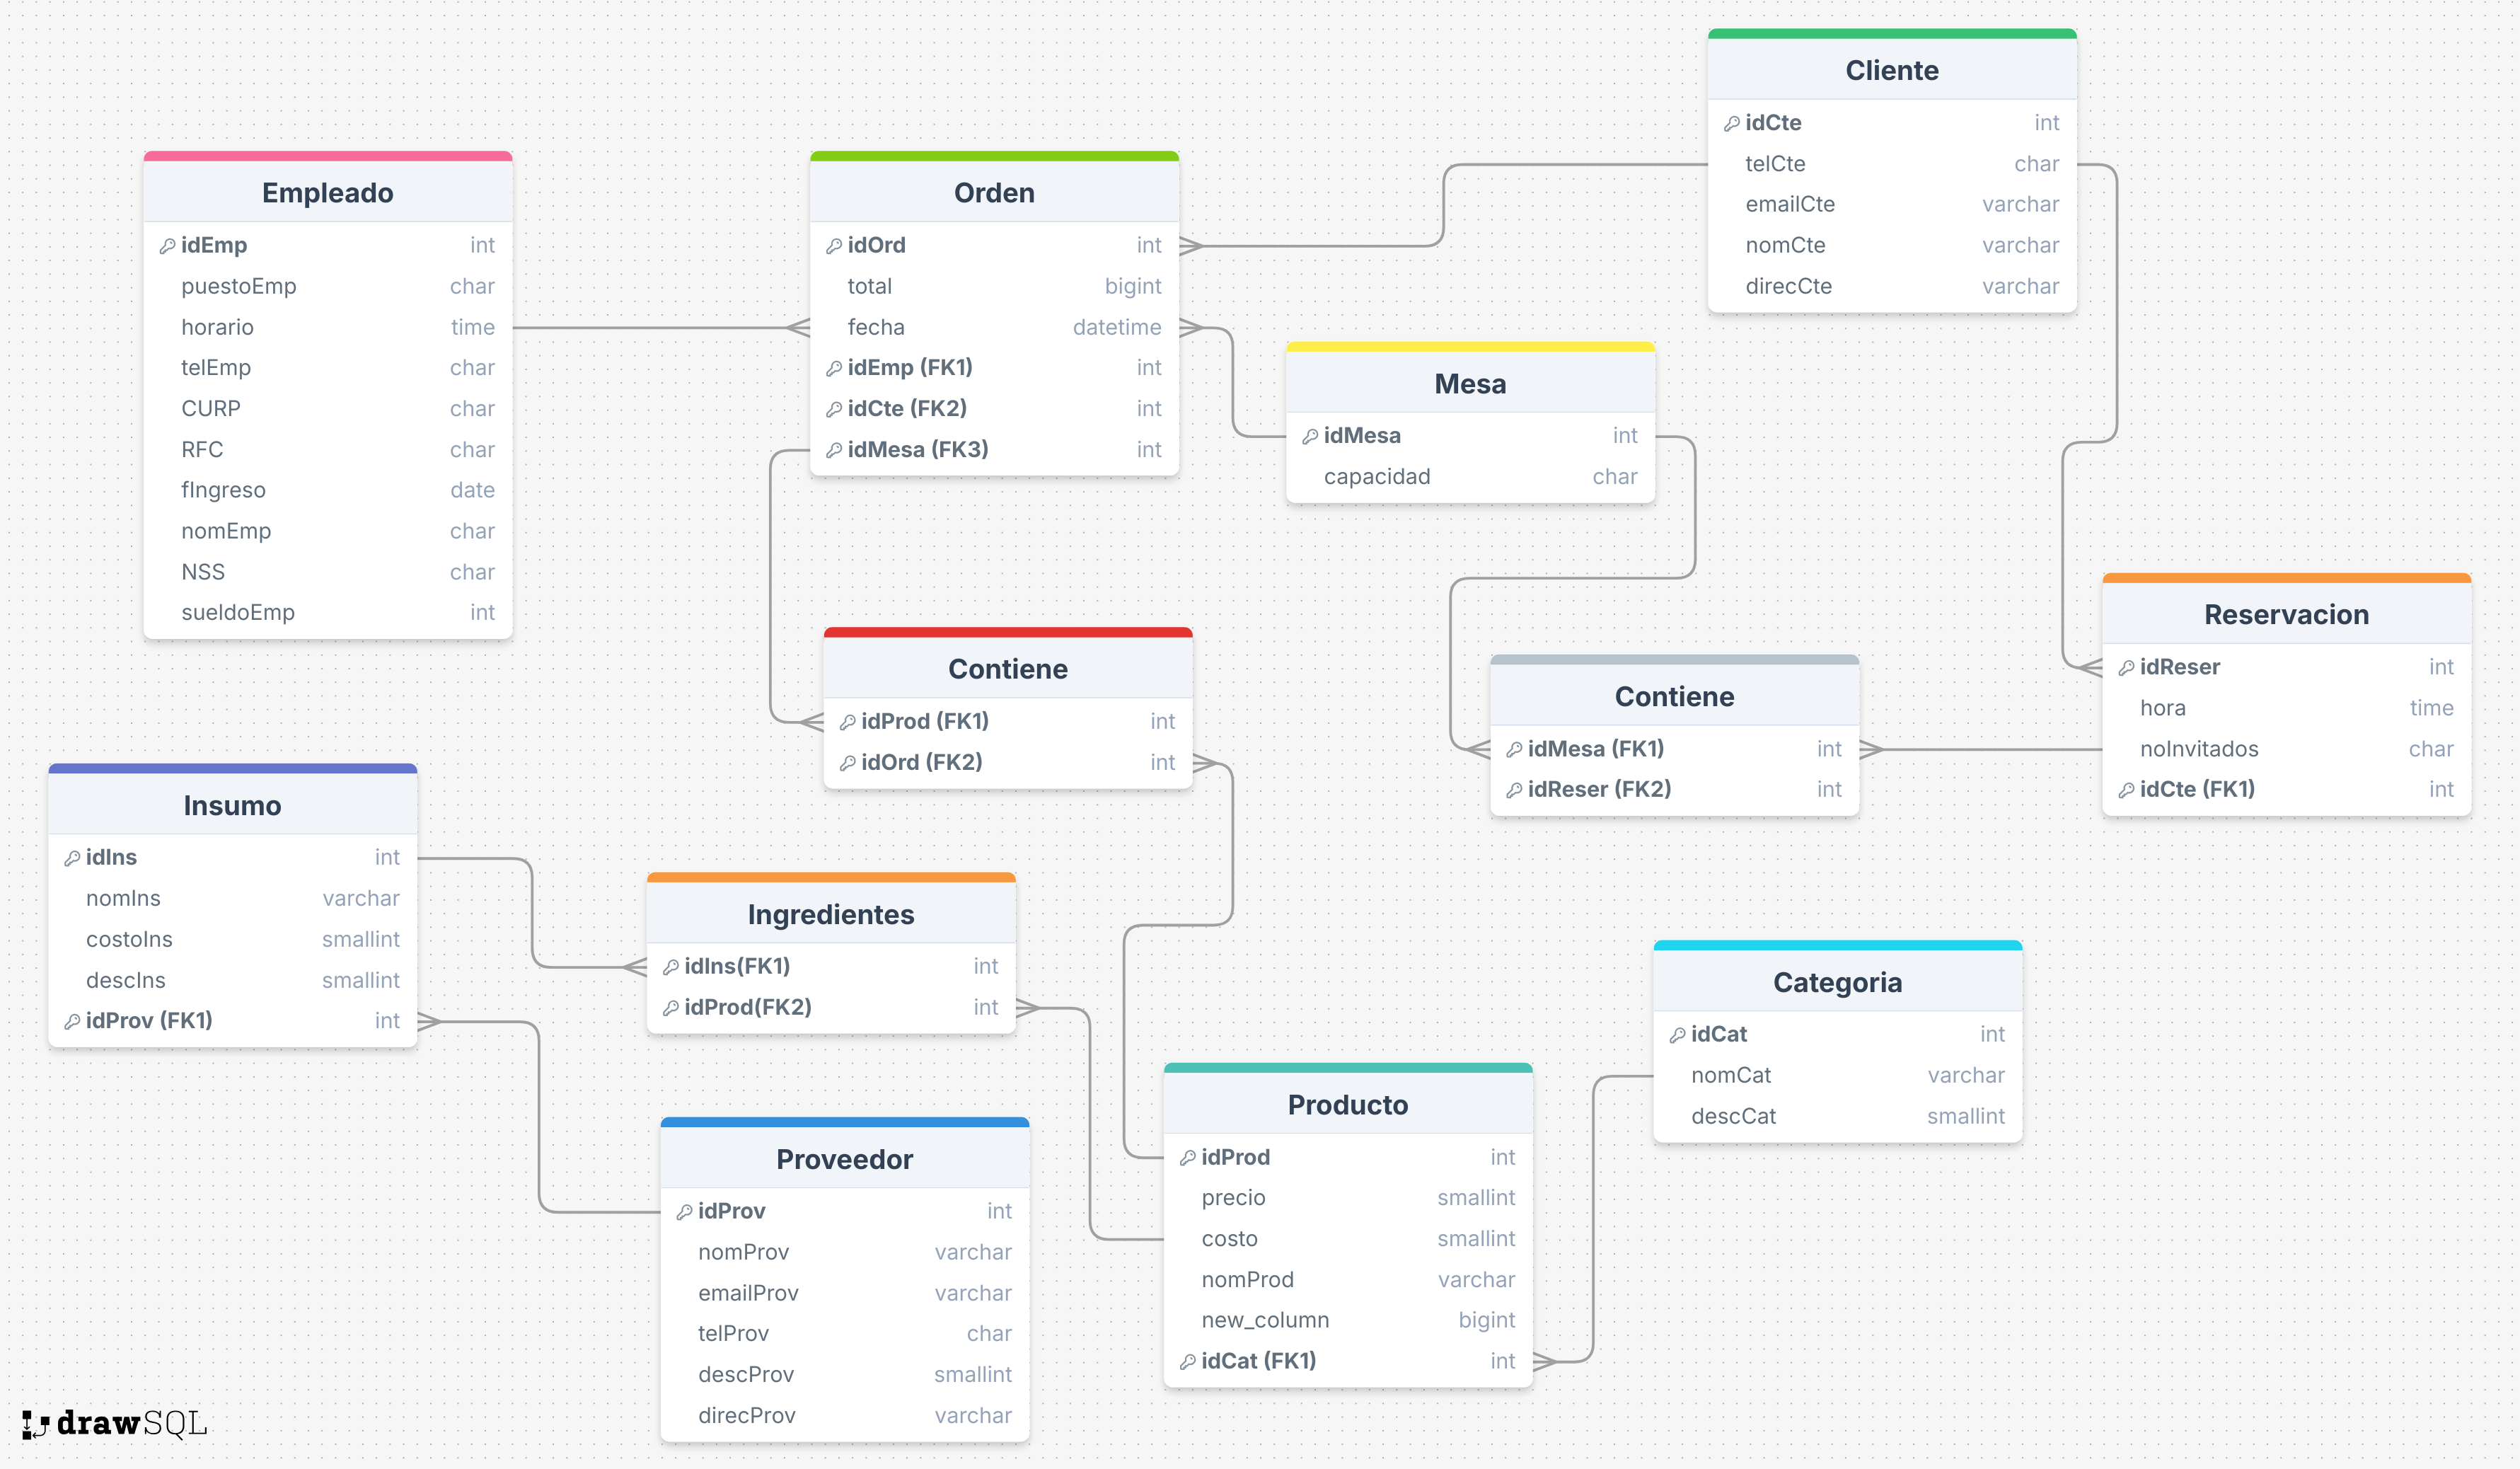 Cliente
idCte int
telCte char
emailCte varchar
nomCte varchar
direcCte varchar
Empleado
idEmp int
puestoEmp char
horario time
telEmp char
CURP char
RFC char
fIngreso date
nomEmp char
NSS char
sueldoEmp int
Orden
idOrd int
total bigint
fecha datetime
idEmp (FK1) int
idCte (FK2) int
idMesa (FK3) int
Mesa
idMesa int
capacidad char
Reservacion
idReser int
hora time
noInvitados char
idCte (FK1) int
Contiene
idProd (FK1) int
idOrd (FK2) int
Contiene
idMesa (FK1) int
idReser (FK2) int
Insumo
idIns int
nomIns varchar
costoIns smallint
descIns smallint
idProv (FK1) int
Ingredientes
idIns(FK1) int
idProd(FK2) int
Categoria
idCat int
nomCat varchar
descCat smallint
Producto
idProd int
precio smallint
costo smallint
nomProd varchar
new_column bigint
idCat (FK1) int
Proveedor
idProv int
nomProv varchar
emailProv varchar
telProv char
descProv smallint
direcProv varchar
drawSQL